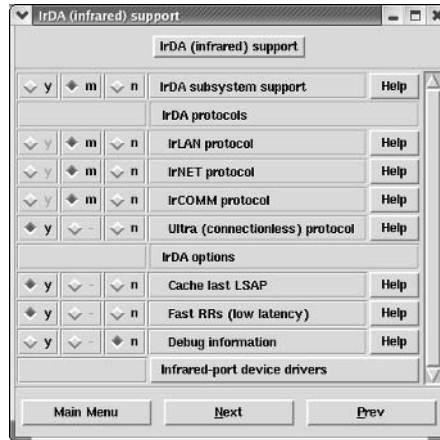 IrDA (infrared) support
IrDA (infrared) support
y m n IrDA subsystem support Help
IrDA protocols
y m n IrLAN protocol Help
y m n IrNET protocol Help
y m n IrCOMM protocol Help
y - n Ultra (connectionless) protocol Help
IrDA options
y - n Cache last LSAP Help
y - n Fast RRs (low latency) Help
y - n Debug information Help
Infrared-port device drivers
Main Menu Next Prev